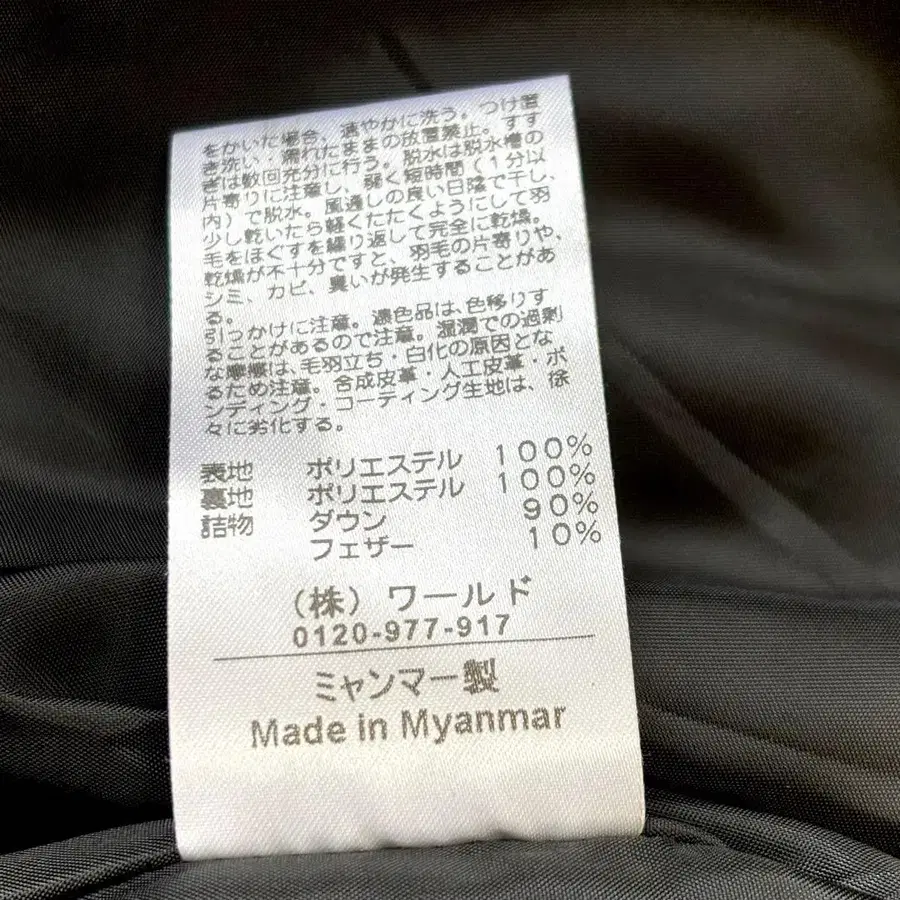 をかいた場合、速やかに洗う。つけ置
き洗い・濡れたままの放置禁止。すす
ぎは数回充分に行う。脱水は脱水槽の
片寄りに注意し、弱く短時間(1分以
内)で脱水。風通しの良い日陰で干し、
少し乾いたら軽くたたくようにして羽
毛をほぐすを繰り返して完全に乾燥。
乾燥が不十分ですと、羽毛の片寄りや、
シミ、カビ、臭いが発生することがあ
る。
引っかけに注意。濃色品は、色移りす
ることがあるので注意。湿潤での過剰
な摩擦は、毛羽立ち・白化の原因とな
るため注意。合成皮革・人工皮革・ボ
ンディング・コーティング生地は、徐
々に劣化する。
表地 ポリエステル 100%
裏地 ポリエステル 100%
詰物 ダウン 90%
フェザー 10%
(株)ワールド
0120-977-917
ミャンマー製
Made in Myanmar